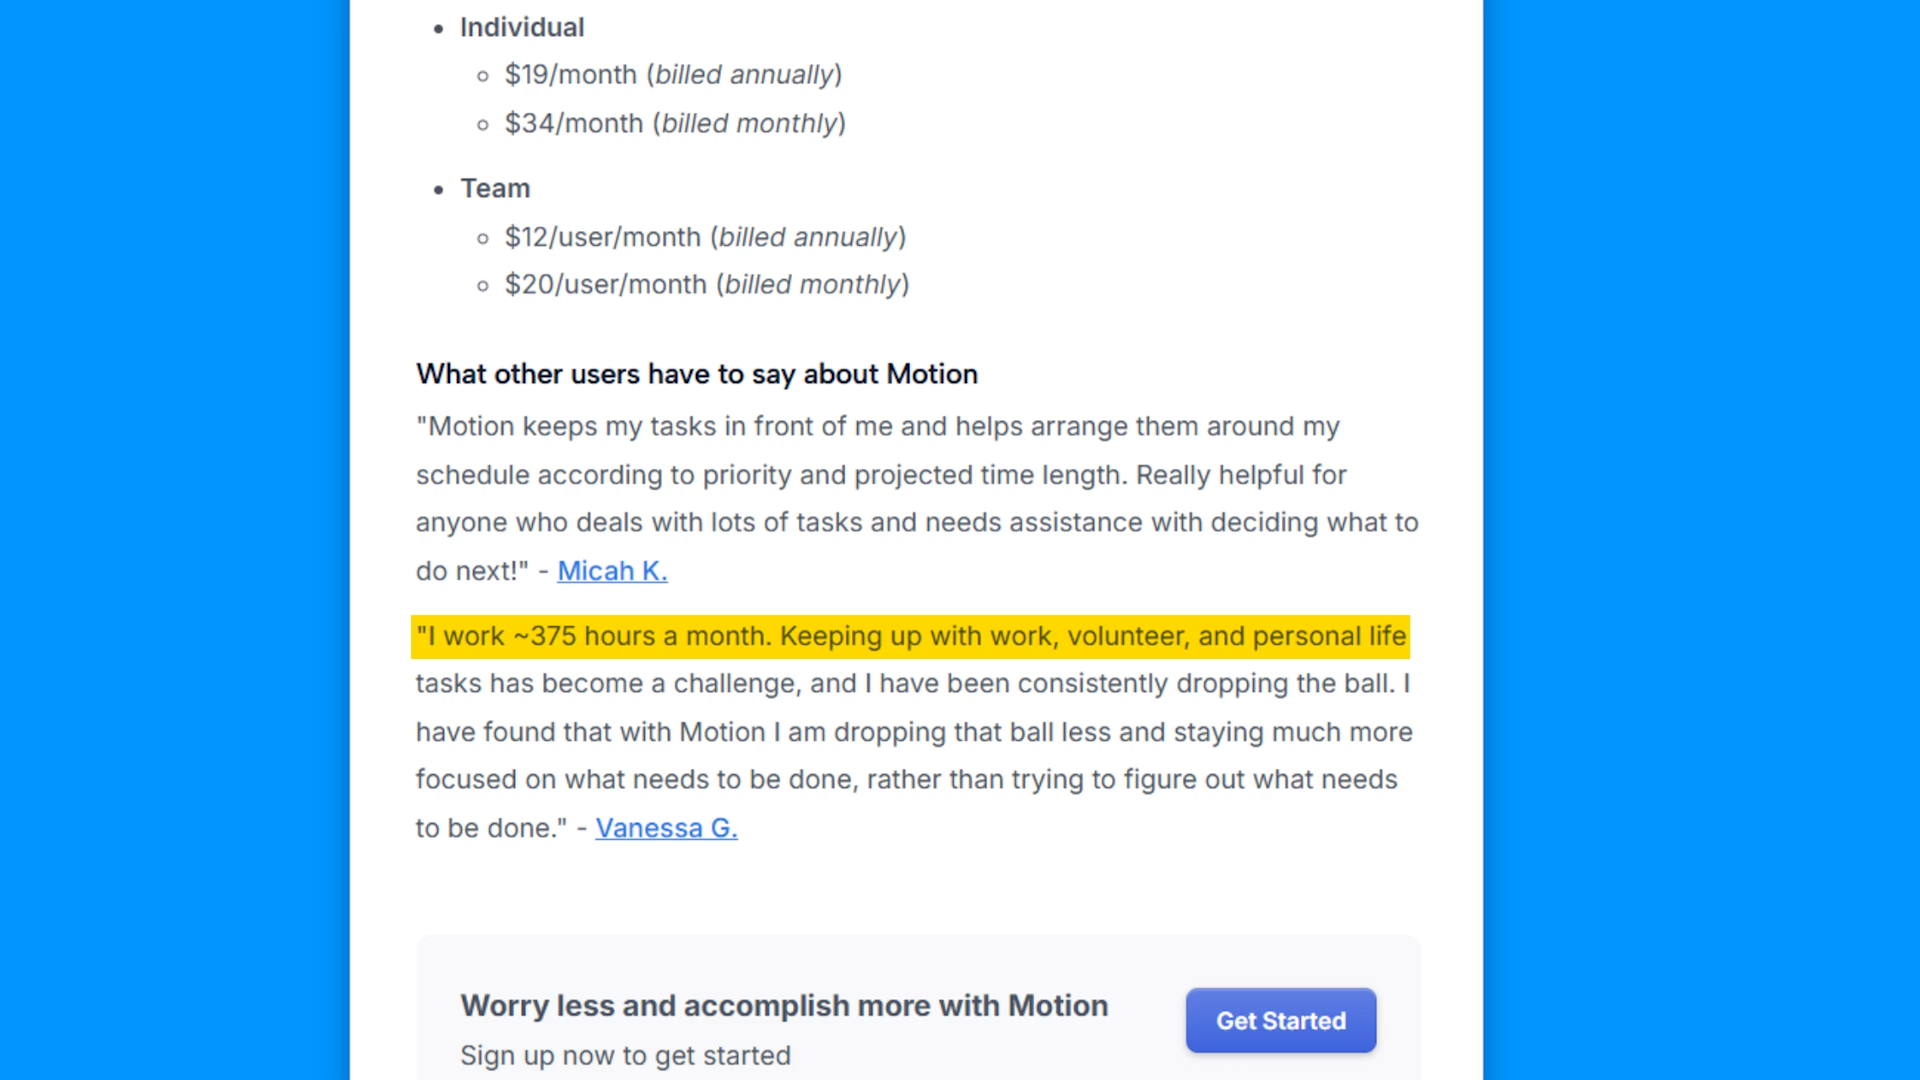 • Individual
◦ $19/month (billed annually)
◦ $34/month (billed monthly)
• Team
◦ $12/user/month (billed annually)
◦ $20/user/month (billed monthly)
What other users have to say about Motion
"Motion keeps my tasks in front of me and helps arrange them around my
schedule according to priority and projected time length. Really helpful for
anyone who deals with lots of tasks and needs assistance with deciding what to
do next!" - Micah K.
"I work ~375 hours a month. Keeping up with work, volunteer, and personal life
tasks has become a challenge, and I have been consistently dropping the ball. I
have found that with Motion I am dropping that ball less and staying much more
focused on what needs to be done, rather than trying to figure out what needs
to be done." - Vanessa G.
Worry less and accomplish more with Motion
Get Started
Sign up now to get started